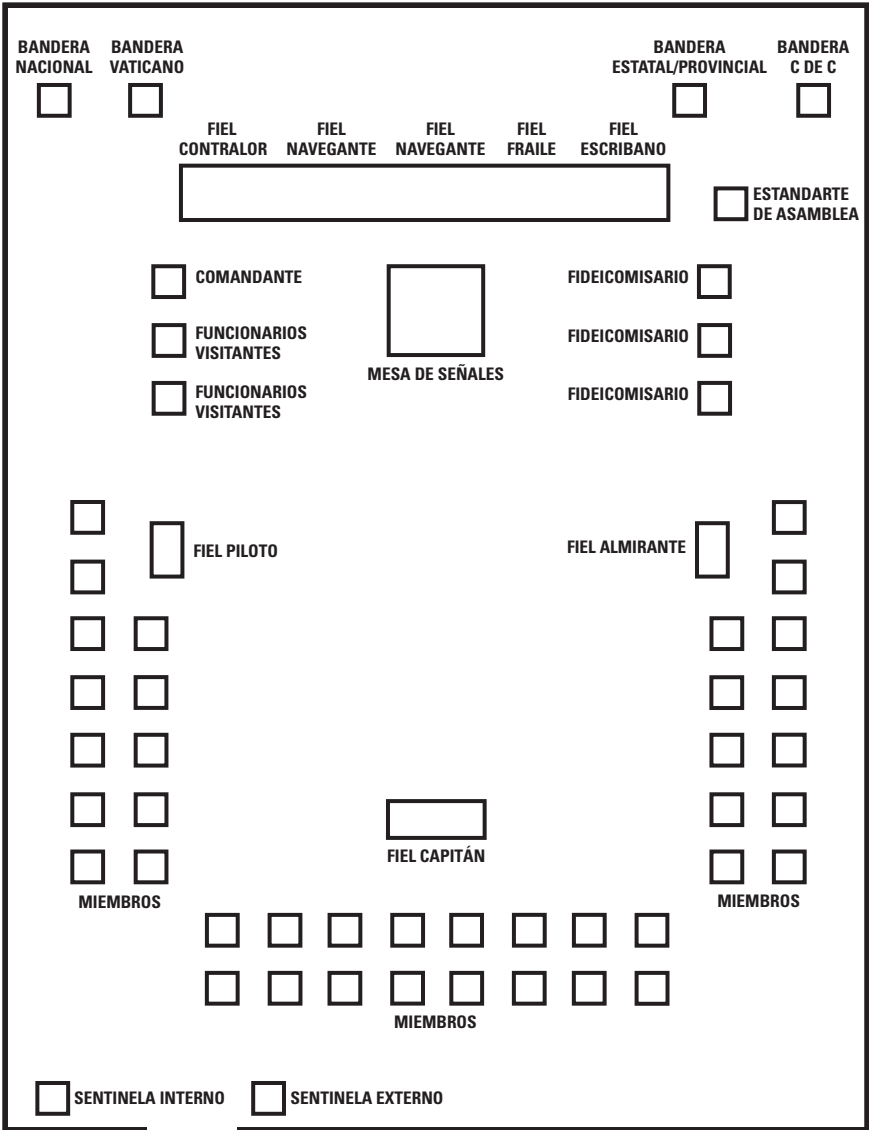 BANDERA NACIONAL
BANDERA VATICANO
BANDERA ESTATAL/PROVINCIAL
BANDERA C DE C
FIEL CONTRALOR
FIEL NAVEGANTE
FIEL NAVEGANTE
FIEL FRAILE
FIEL ESCRIBANO
ESTANDARTE DE ASAMBLEA
COMANDANTE
FIDEICOMISARIO
FUNCIONARIOS VISITANTES
FIDEICOMISARIO
MESA DE SEÑALES
FUNCIONARIOS VISITANTES
FIDEICOMISARIO
FIEL PILOTO
FIEL ALMIRANTE
FIEL CAPITÁN
MIEMBROS
MIEMBROS
MIEMBROS
SENTINELA INTERNO
SENTINELA EXTERNO